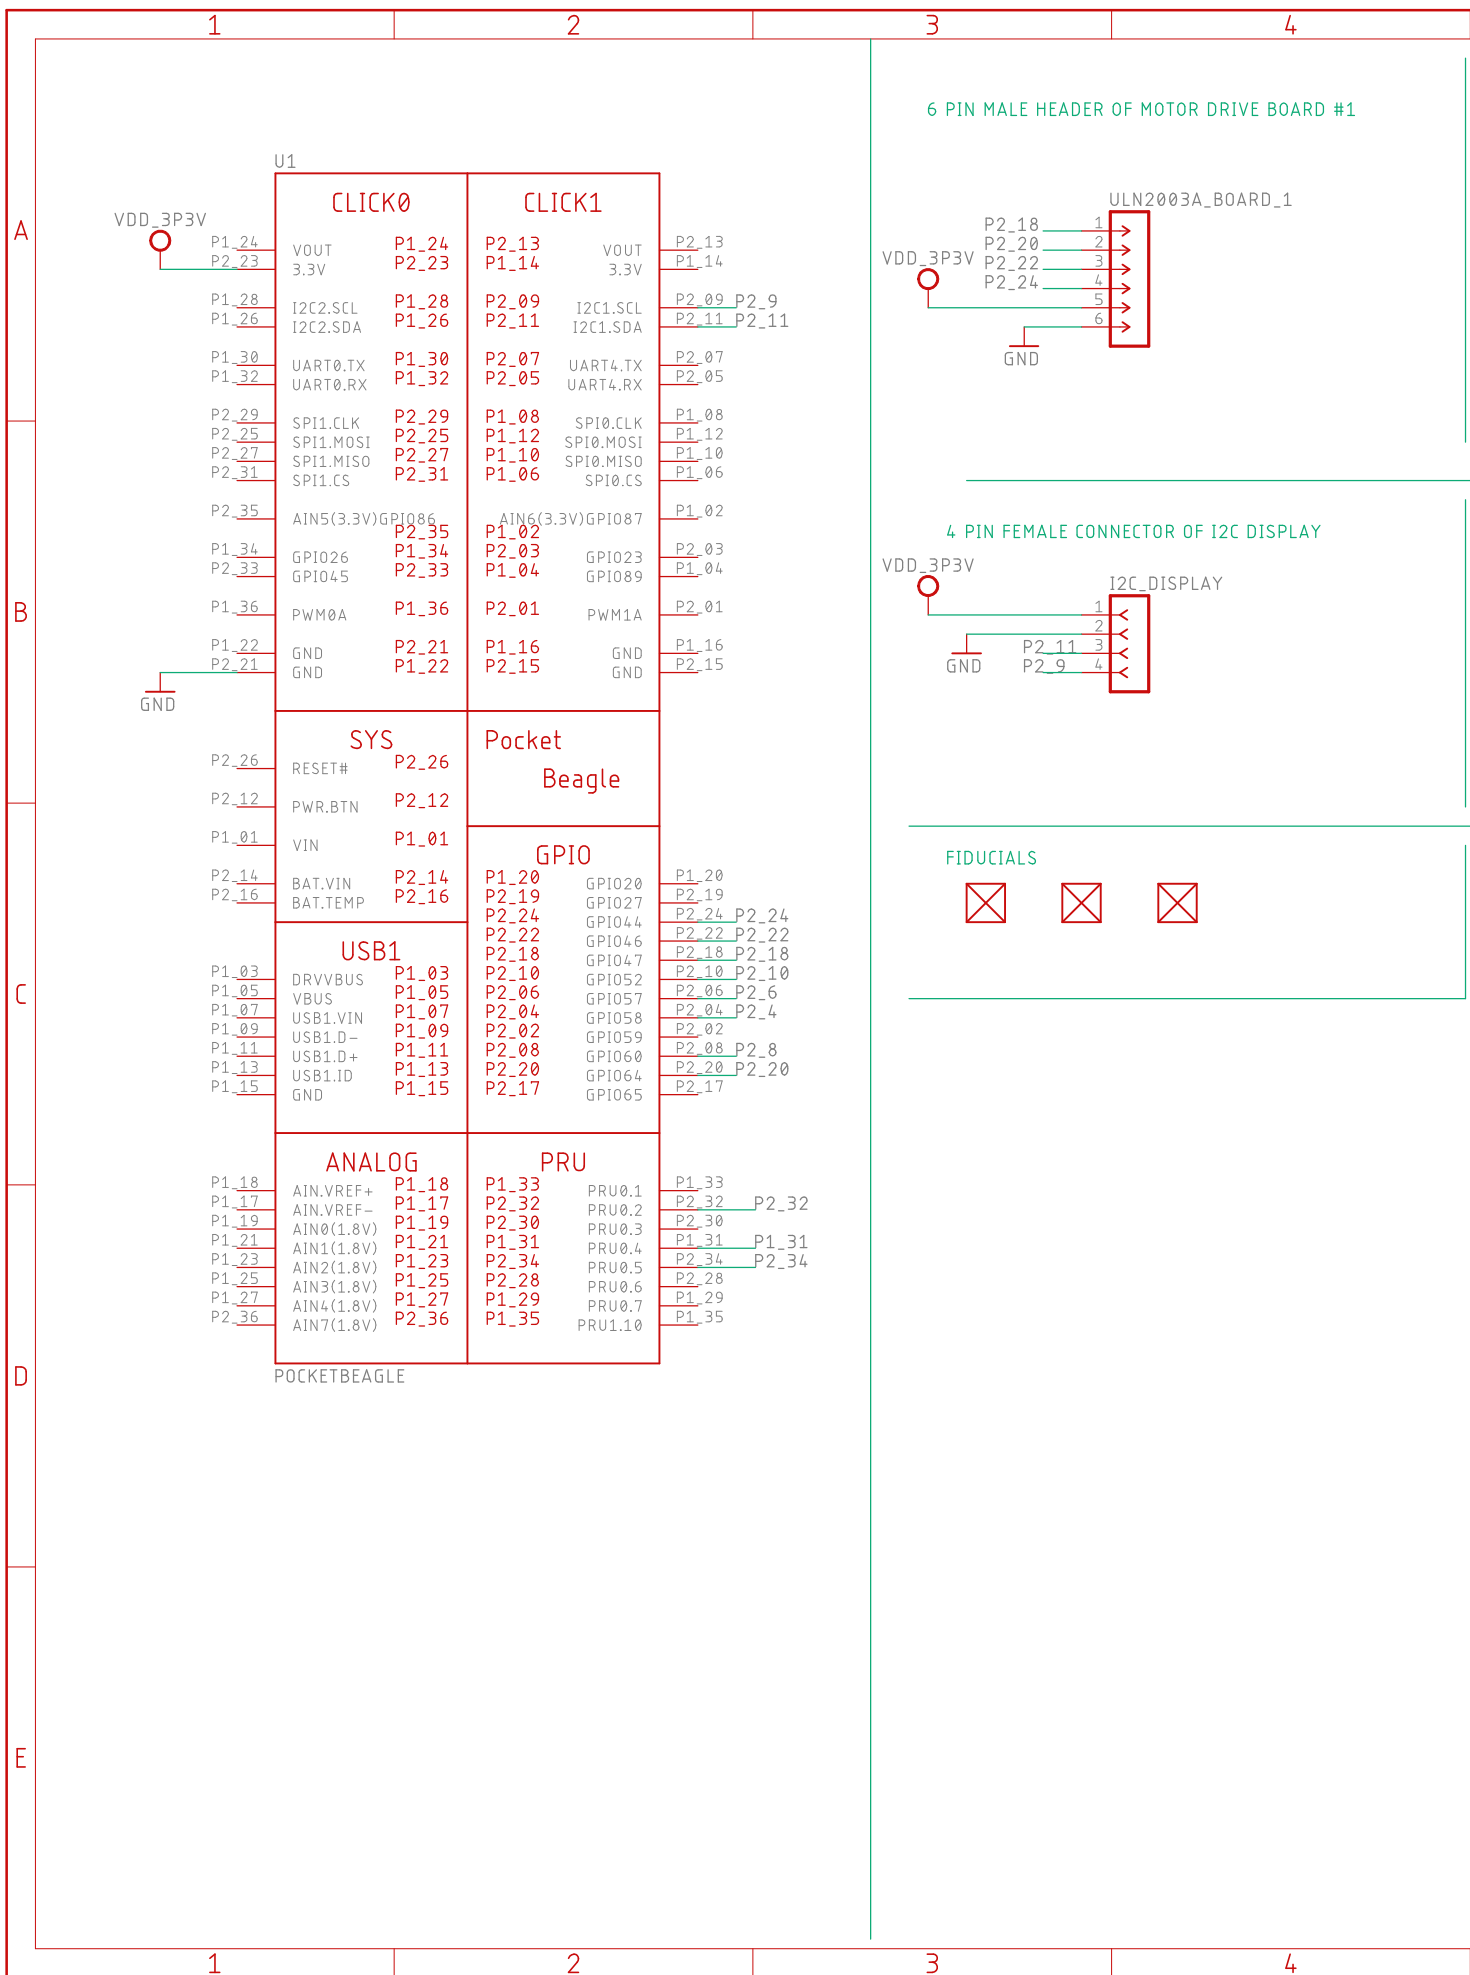 1 2 3 4
A
B
C
D
E
U1
CLICK0 CLICK1
VDD_3P3V
P1_24 VOUT P1_24 P2_13 VOUT P2_13
P2_23 3.3V P2_23 P1_14 3.3V P1_14
P1_28 I2C2.SCL P1_28 P2_09 I2C1.SCL P2_09 P2_9
P1_26 I2C2.SDA P1_26 P2_11 I2C1.SDA P2_11 P2_11
P1_30 UART0.TX P1_30 P2_07 UART4.TX P2_07
P1_32 UART0.RX P1_32 P2_05 UART4.RX P2_05
P2_29 SPI1.CLK P2_29 P1_08 SPI0.CLK P1_08
P2_25 SPI1.MOSI P2_25 P1_12 SPI0.MOSI P1_12
P2_27 SPI1.MISO P2_27 P1_10 SPI0.MISO P1_10
P2_31 SPI1.CS P2_31 P1_06 SPI0.CS P1_06
P2_35 AIN5(3.3V)GPIO86 P2_35 P1_02 AIN6(3.3V)GPIO87 P1_02
P1_34 GPIO26 P1_34 P2_03 GPIO23 P2_03
P2_33 GPIO45 P2_33 P1_04 GPIO89 P1_04
P1_36 PWM0A P1_36 P2_01 PWM1A P2_01
P1_22 GND P2_21 P1_16 GND P1_16
P2_21 GND P1_22 P2_15 GND P2_15
GND
SYS Pocket
Beagle
P2_26 RESET# P2_26
P2_12 PWR.BTN P2_12
P1_01 VIN P1_01
P2_14 BAT.VIN P2_14
P2_16 BAT.TEMP P2_16
USB1
P1_03 DRVVBUS P1_03
P1_05 VBUS P1_05
P1_07 USB1.VIN P1_07
P1_09 USB1.D- P1_09
P1_11 USB1.D+ P1_11
P1_13 USB1.ID P1_13
P1_15 GND P1_15
GPIO
P1_20 GPIO20 P1_20
P2_19 GPIO27 P2_19
P2_24 GPIO44 P2_24 P2_24
P2_22 GPIO46 P2_22 P2_22
P2_18 GPIO47 P2_18 P2_18
P2_10 GPIO52 P2_10 P2_10
P2_06 GPIO57 P2_06 P2_6
P2_04 GPIO58 P2_04 P2_4
P2_02 GPIO59 P2_02
P2_08 GPIO60 P2_08 P2_8
P2_20 GPIO64 P2_20 P2_20
P2_17 GPIO65 P2_17
ANALOG PRU
P1_18 AIN.VREF+ P1_18 P1_33 PRU0.1 P1_33
P1_17 AIN.VREF- P1_17 P2_32 PRU0.2 P2_32 P2_32
P1_19 AIN0(1.8V) P1_19 P2_30 PRU0.3 P2_30
P1_21 AIN1(1.8V) P1_21 P1_31 PRU0.4 P1_31 P1_31
P1_23 AIN2(1.8V) P1_23 P2_34 PRU0.5 P2_34 P2_34
P1_25 AIN3(1.8V) P1_25 P2_28 PRU0.6 P2_28
P1_27 AIN4(1.8V) P1_27 P1_29 PRU0.7 P1_29
P2_36 AIN7(1.8V) P2_36 P1_35 PRU1.10 P1_35
POCKETBEAGLE
6 PIN MALE HEADER OF MOTOR DRIVE BOARD #1
ULN2003A_BOARD_1
P2_18 1
P2_20 2
P2_22 3
P2_24 4
VDD_3P3V 5
6
GND
4 PIN FEMALE CONNECTOR OF I2C DISPLAY
VDD_3P3V
I2C_DISPLAY
1
2
P2_11 3
P2_9 4
GND
FIDUCIALS
1 2 3 4